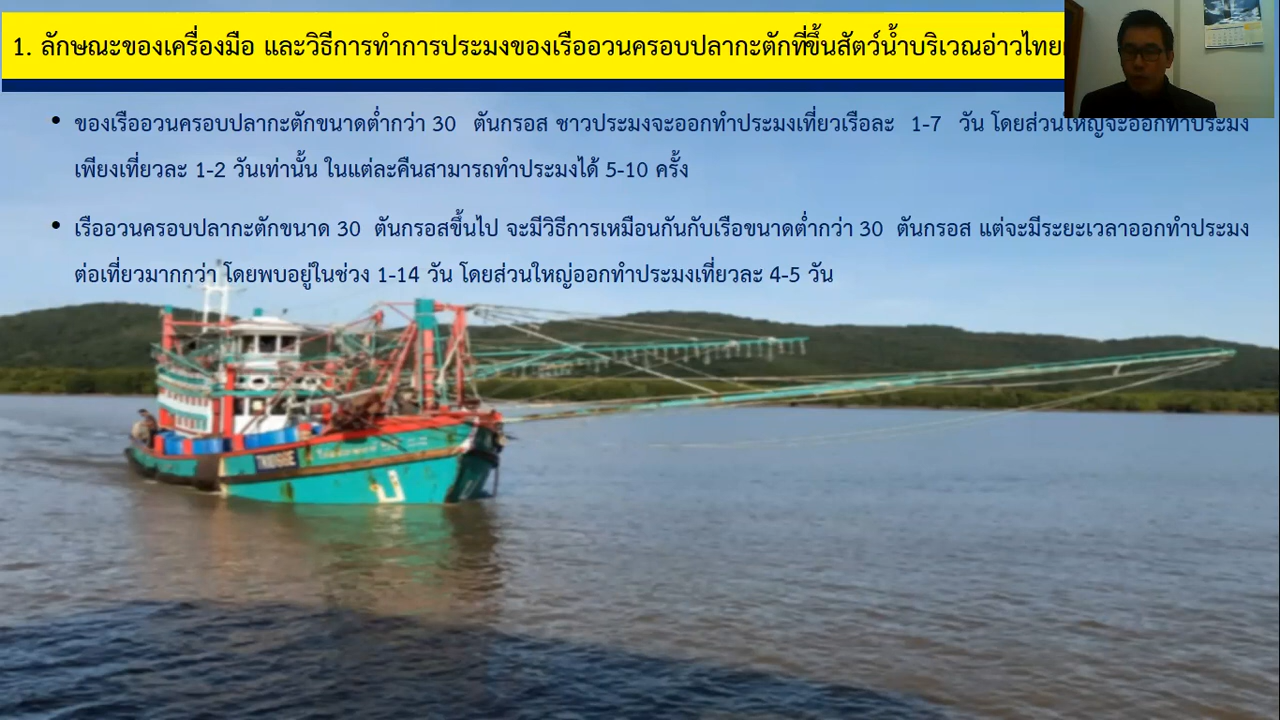 1. ลักษณะของเครื่องมือ และวิธีการทำการประมงของเรืออวนครอบปลากะตักที่ขึ้นสัตว์น้ำบริเวณอ่าวไทย
• ของเรืออวนครอบปลากะตักขนาดต่ำกว่า 30 ตันกรอส ชาวประมงจะออกทำประมงเที่ยวเรือละ 1-7 วัน โดยส่วนใหญ่จะออกทำประมง
เพียงเที่ยวละ 1-2 วันเท่านั้น ในแต่ละคืนสามารถทำประมงได้ 5-10 ครั้ง
• เรืออวนครอบปลากะตักขนาด 30 ตันกรอสขึ้นไป จะมีวิธีการเหมือนกันกับเรือขนาดต่ำกว่า 30 ตันกรอส แต่จะมีระยะเวลาออกทำประมง
ต่อเที่ยวมากกว่า โดยพบอยู่ในช่วง 1-14 วัน โดยส่วนใหญ่ออกทำประมงเที่ยวละ 4-5 วัน
ป